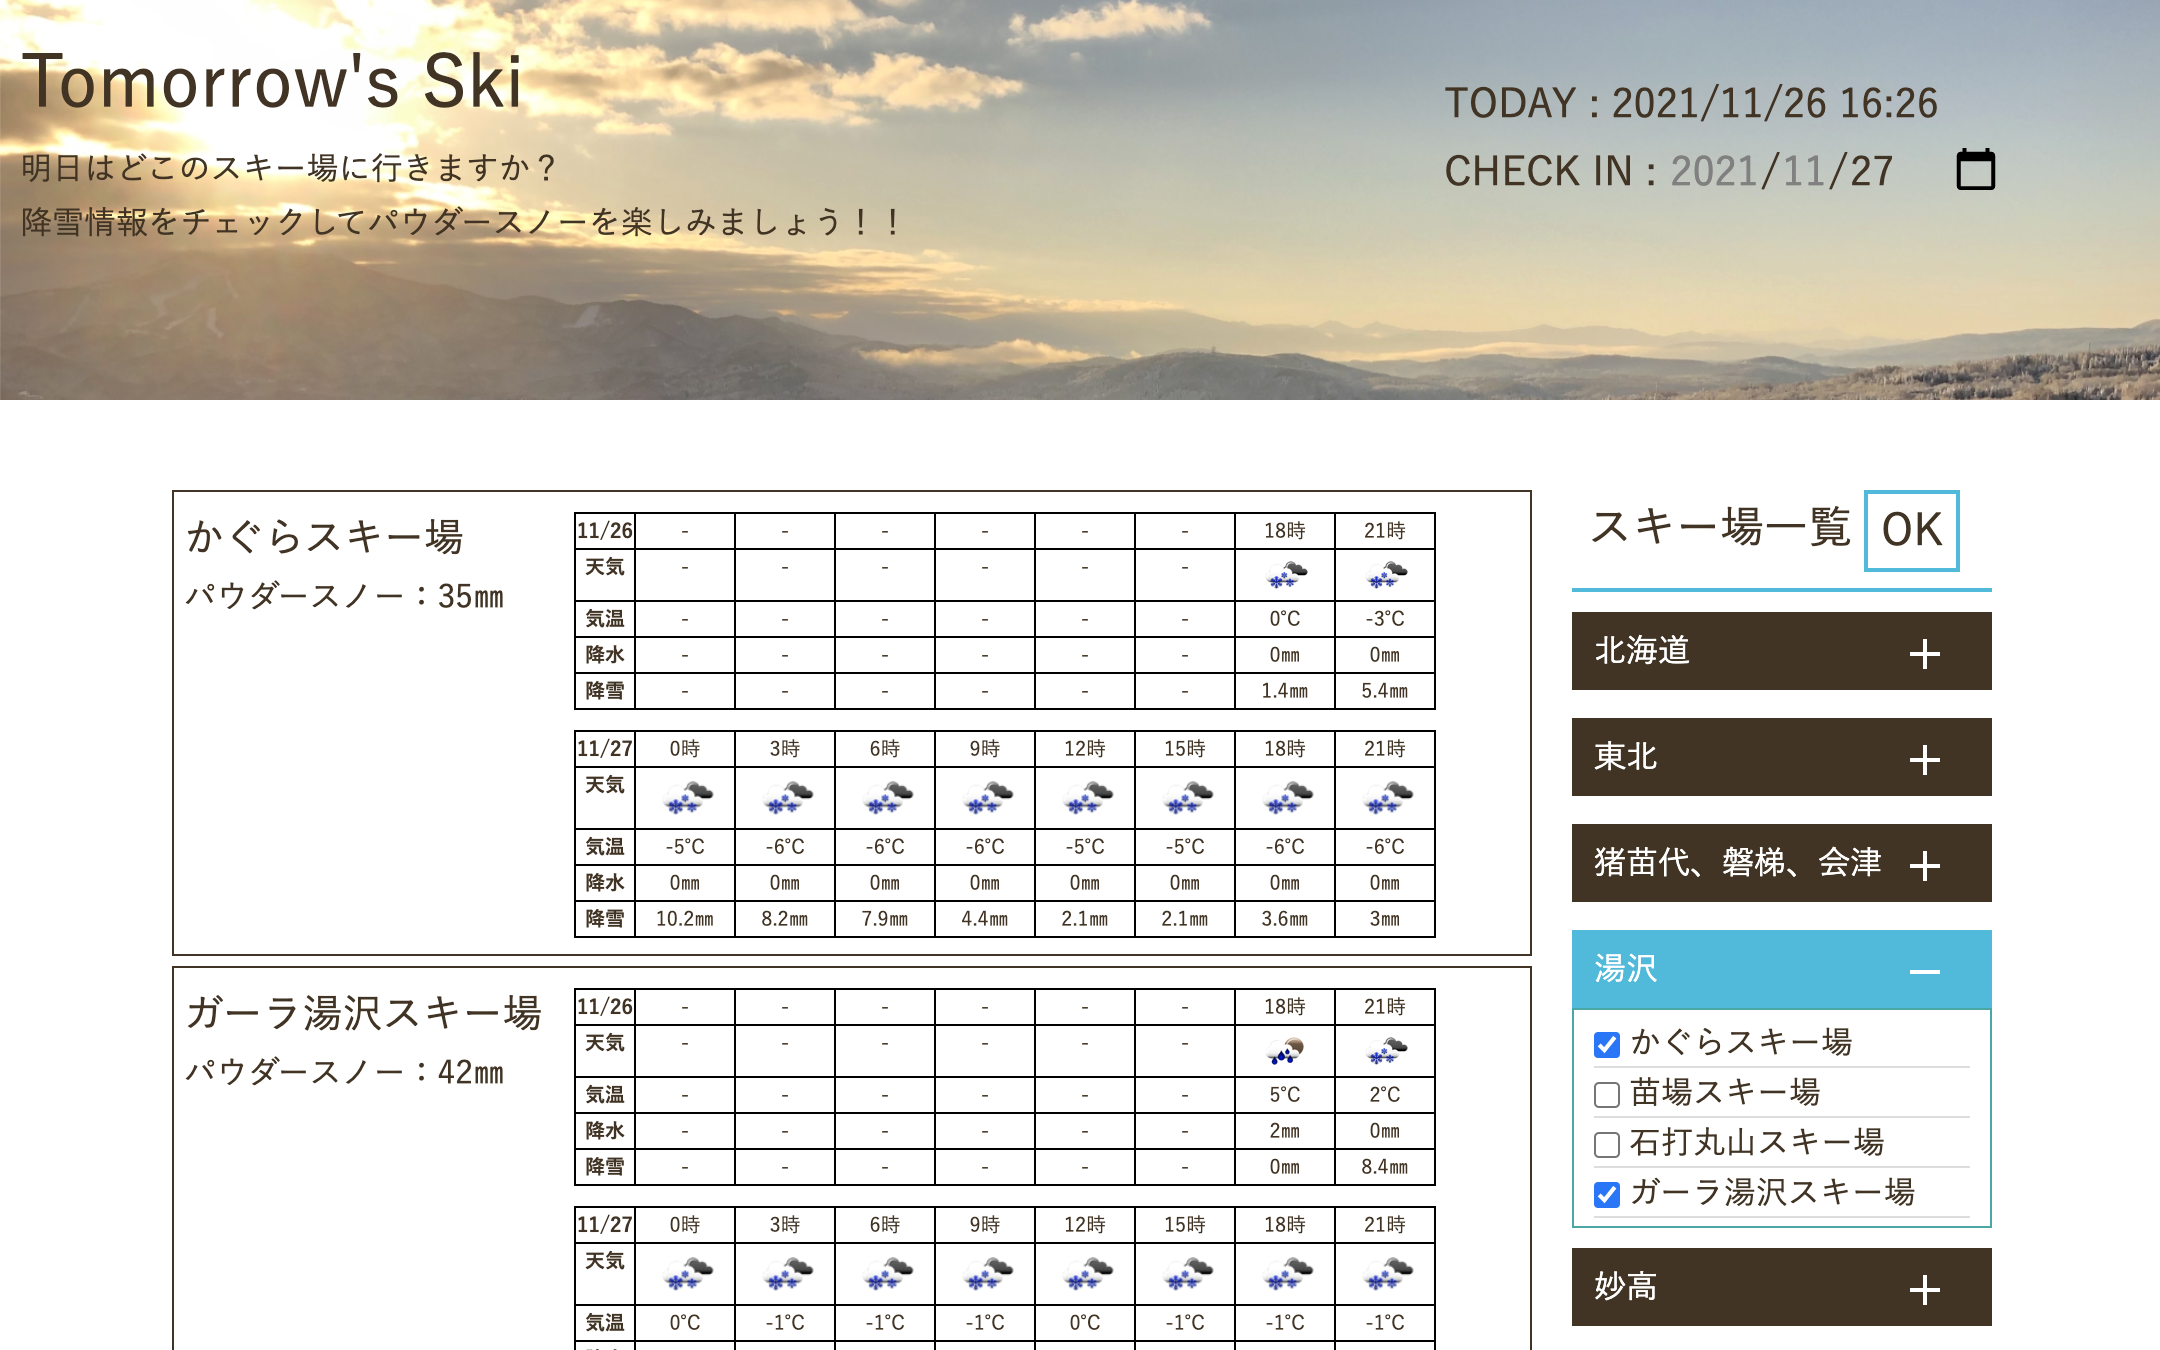 Tomorrow's Ski
明日はどこのスキー場に行きますか？
降雪情報をチェックしてパウダースノーを楽しみましょう！！
TODAY : 2021/11/26 16:26
CHECK IN : 2021/11/27
かぐらスキー場
パウダースノー：35㎜
11/26 - - - - - - 18時 21時
天気 - - - - - -
気温 - - - - - - 0°C -3°C
降水 - - - - - - 0㎜ 0㎜
降雪 - - - - - - 1.4㎜ 5.4㎜
11/27 0時 3時 6時 9時 12時 15時 18時 21時
天気
気温 -5°C -6°C -6°C -6°C -5°C -5°C -6°C -6°C
降水 0㎜ 0㎜ 0㎜ 0㎜ 0㎜ 0㎜ 0㎜ 0㎜
降雪 10.2㎜ 8.2㎜ 7.9㎜ 4.4㎜ 2.1㎜ 2.1㎜ 3.6㎜ 3㎜
ガーラ湯沢スキー場
パウダースノー：42㎜
11/26 - - - - - - 18時 21時
天気 - - - - - -
気温 - - - - - - 5°C 2°C
降水 - - - - - - 2㎜ 0㎜
降雪 - - - - - - 0㎜ 8.4㎜
11/27 0時 3時 6時 9時 12時 15時 18時 21時
天気
気温 0°C -1°C -1°C -1°C 0°C -1°C -1°C -1°C
スキー場一覧 OK
北海道
東北
猪苗代、磐梯、会津
湯沢
かぐらスキー場
苗場スキー場
石打丸山スキー場
ガーラ湯沢スキー場
妙高